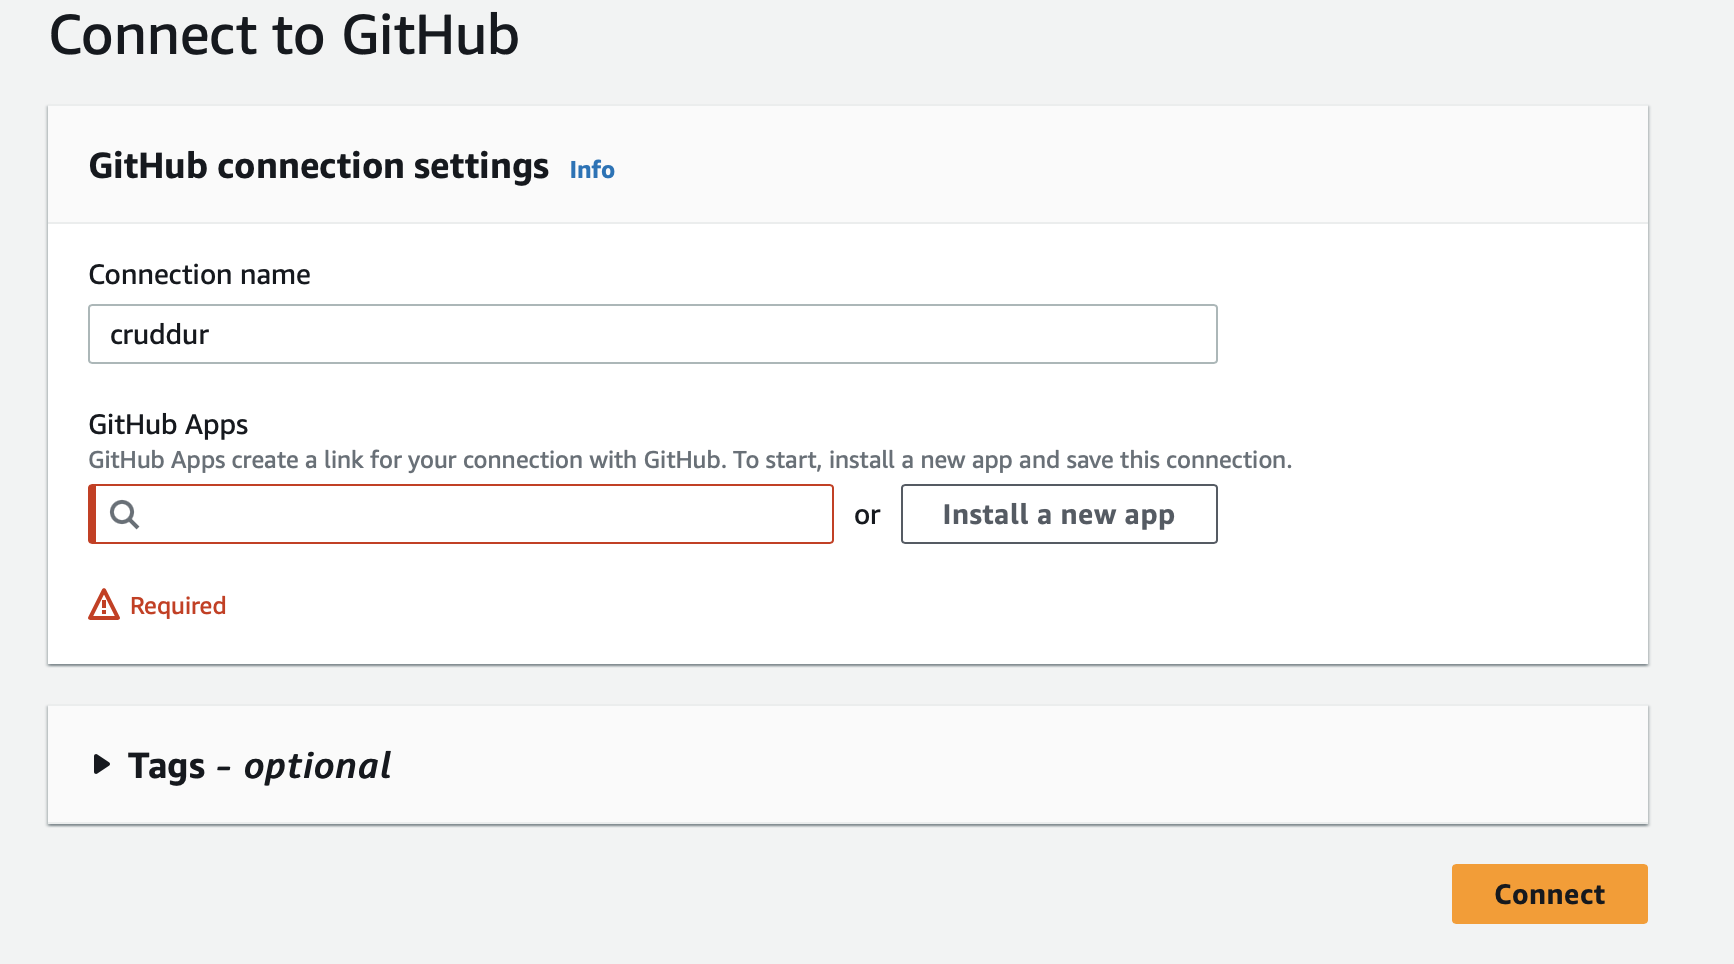 Connect to GitHub
GitHub connection settings Info
Connection name
cruddur
GitHub Apps
GitHub Apps create a link for your connection with GitHub. To start, install a new app and save this connection.
or Install a new app
Required
Tags - optional
Connect